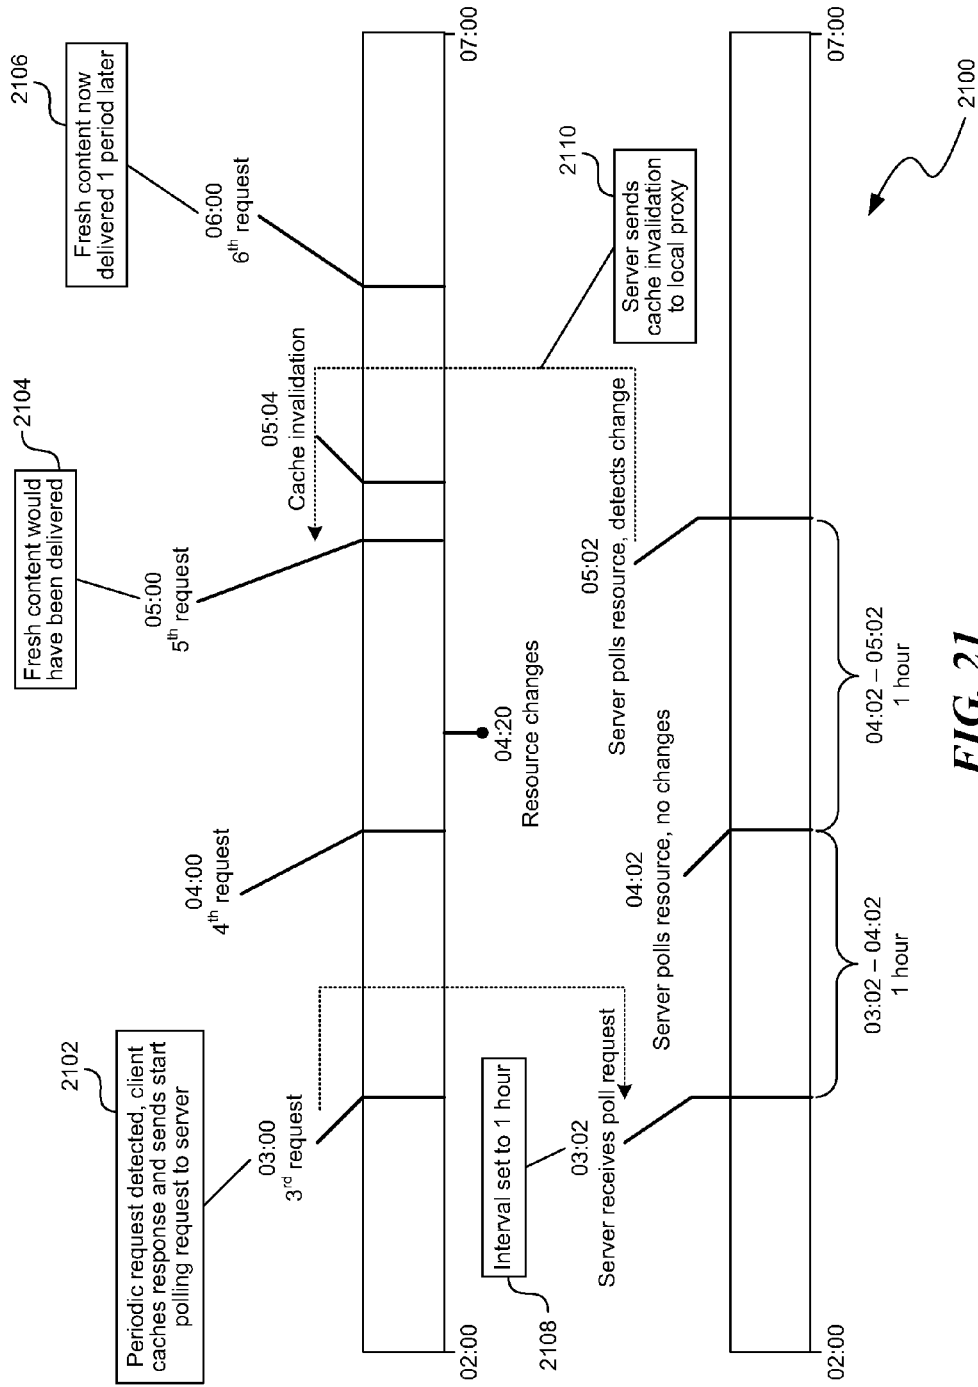 2102
Periodic request detected, client
caches response and sends start
polling request to server
2104
Fresh content would
have been delivered
2106
Fresh content now
delivered 1 period later
03:00
3rd request
04:00
4th request
05:00
5th request
05:04
Cache invalidation
06:00
6th request
02:00
07:00
04:20
Resource changes
2108
Interval set to 1 hour
03:02
Server receives poll request
04:02
Server polls resource, no changes
05:02
Server polls resource, detects change
2110
Server sends
cache invalidation
to local proxy
02:00
07:00
03:02 – 04:02
1 hour
04:02 – 05:02
1 hour
2100
FIG. 21